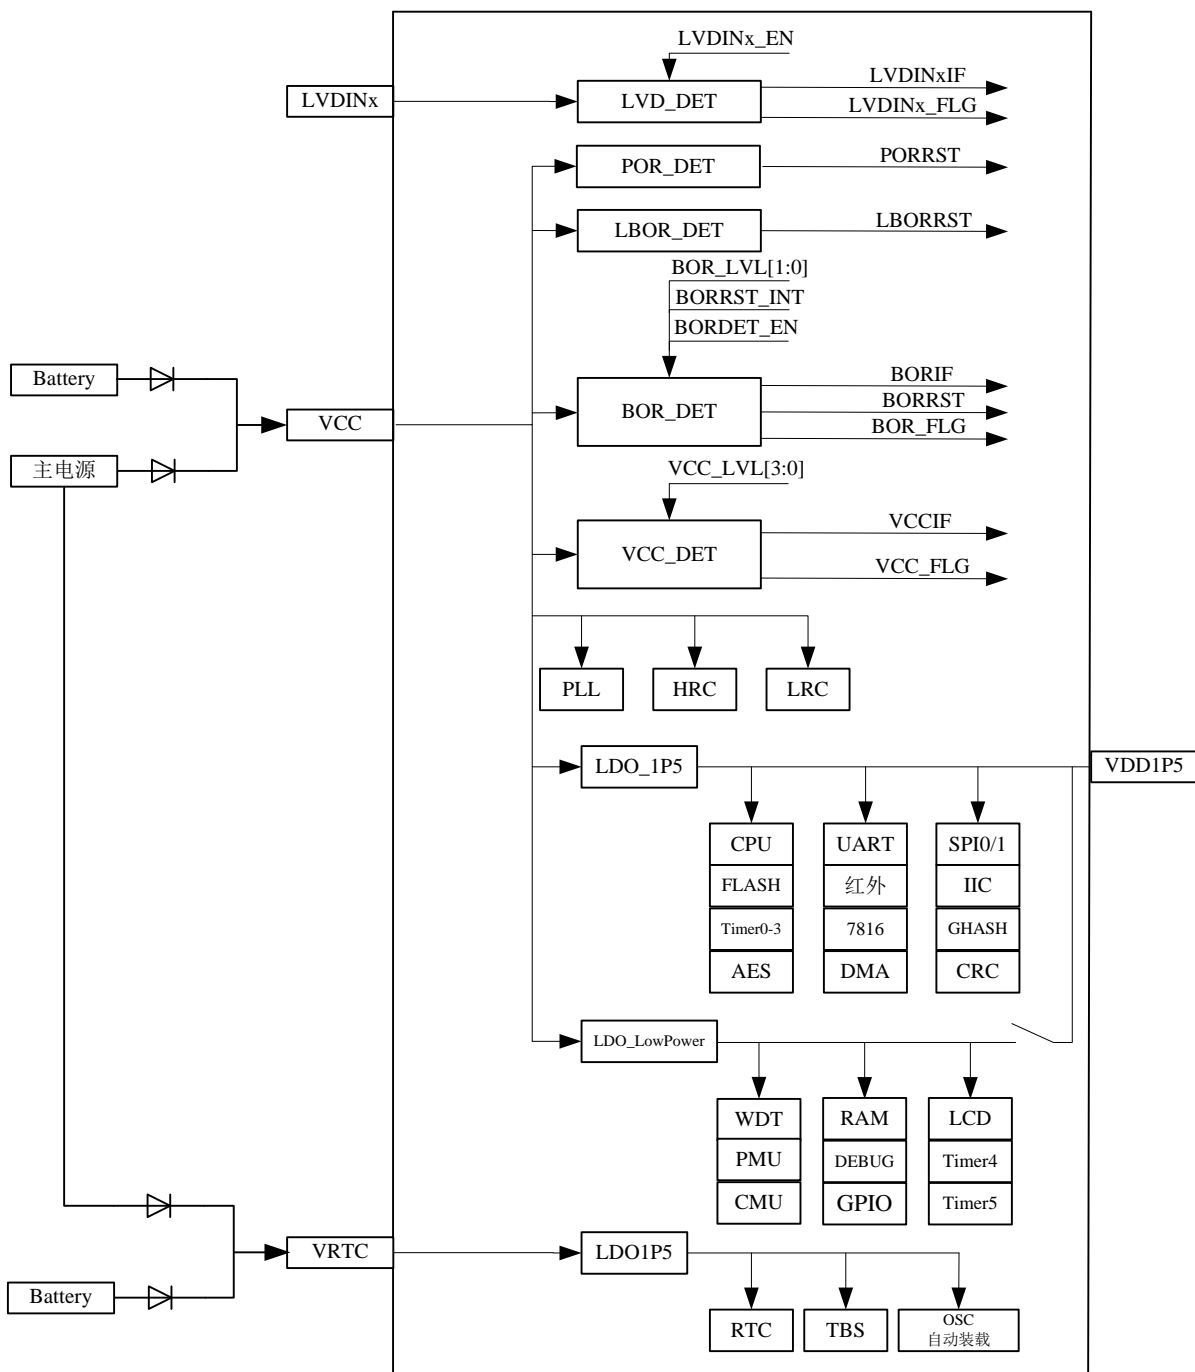 LVDINx_EN
LVDINx
LVD_DET
LVDINxIF
LVDINx_FLG
POR_DET
PORRST
LBOR_DET
LBORRST
BOR_LVL[1:0]
BORRST_INT
BORDET_EN
Battery
BOR_DET
BORIF
BORRST
BOR_FLG
VCC
主电源
VCC_LVL[3:0]
VCC_DET
VCCIF
VCC_FLG
PLL
HRC
LRC
LDO_1P5
VDD1P5
CPU
UART
SPI0/1
FLASH
红外
IIC
Timer0-3
7816
GHASH
AES
DMA
CRC
LDO_LowPower
WDT
RAM
LCD
PMU
DEBUG
Timer4
CMU
GPIO
Timer5
VRTC
LDO1P5
Battery
RTC
TBS
OSC
自动装载